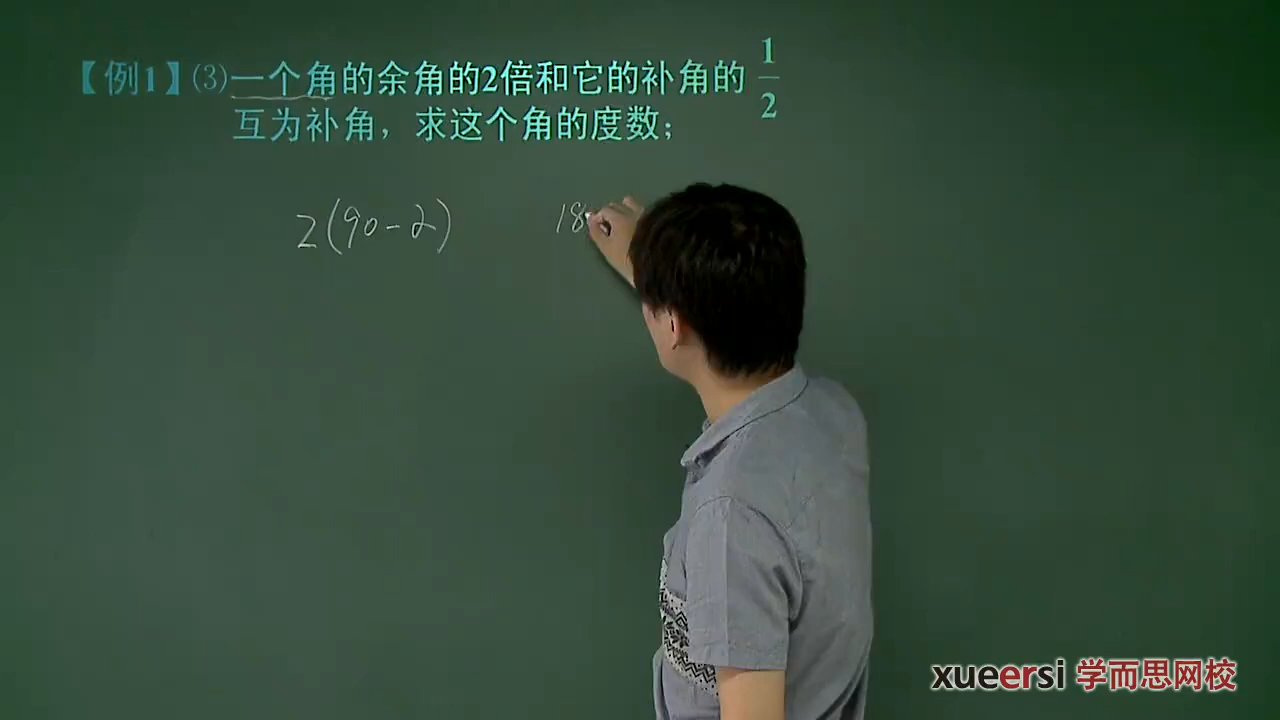 【例1】(3)一个角的余角的2倍和它的补角的1/2
互为补角，求这个角的度数；
2(90-α) 18
xueersi 学而思网校